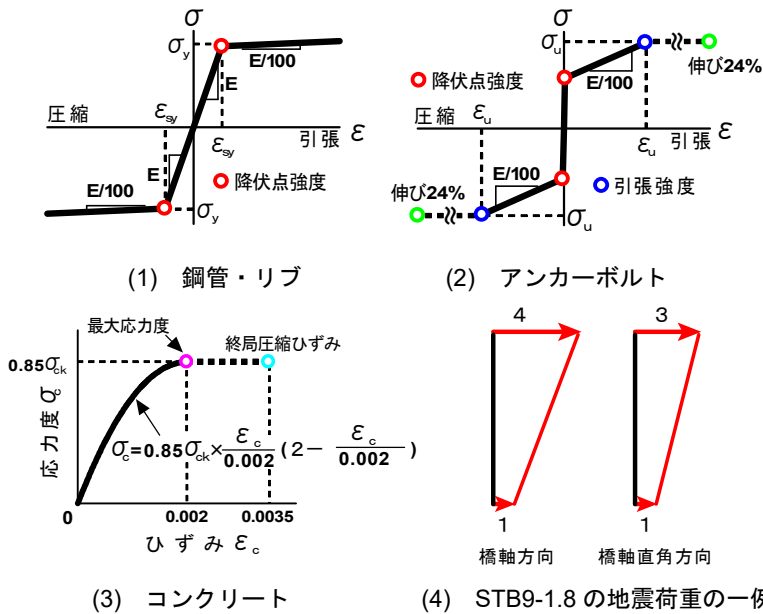 σ
σy
E/100
E
圧縮
εsy
ε
引張
εsy
E
降伏点強度
E/100
σy
(1) 鋼管・リブ
σ
σu
伸び24%
降伏点強度
E/100
圧縮
εu
ε
εu
引張
E/100
引張強度
伸び24%
σu
(2) アンカーボルト
最大応力度
終局圧縮ひずみ
0.85σck
応力度 σc
σc=0.85σck×εc/0.002(2－εc/0.002)
0
0.002
0.0035
ひずみ εc
(3) コンクリート
4
3
1
1
橋軸方向
橋軸直角方向
(4) STB9-1.8 の地震荷重の一例